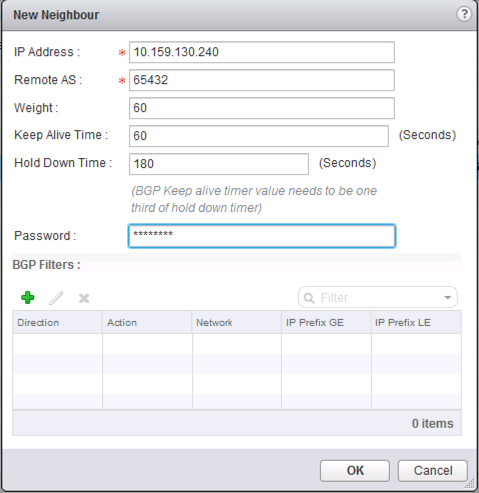 New Neighbour ?
IP Address : * 10.159.130.240
Remote AS : * 65432
Weight : 60
Keep Alive Time : 60 (Seconds)
Hold Down Time : 180 (Seconds)
(BGP Keep alive timer value needs to be one
third of hold down timer)
Password : ********
BGP Filters :
Filter
Direction Action Network IP Prefix GE IP Prefix LE
0 items
OK Cancel